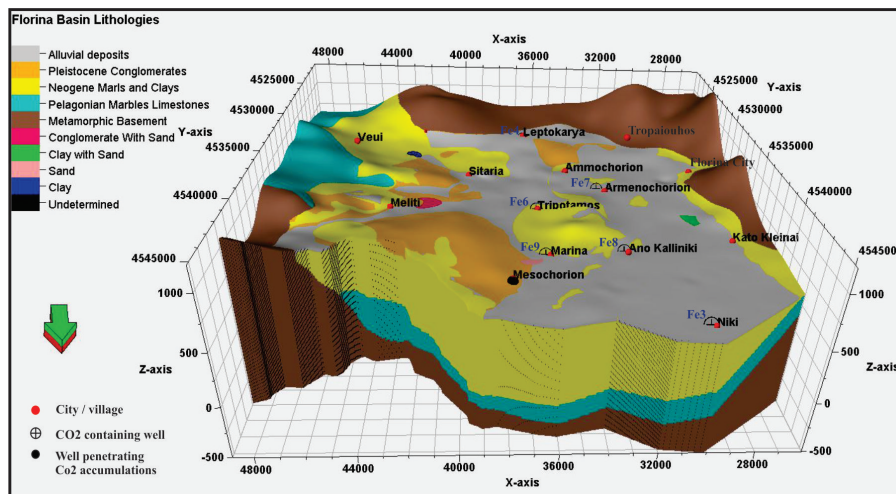 Florina Basin Lithologies
Alluvial deposits
Pleistocene Conglomerates
Neogene Marls and Clays
Pelagonian Marbles Limestones
Metamorphic Basement
Conglomerate With Sand
Clay with Sand
Sand
Clay
Undetermined
X-axis
48000 44000 40000 36000 32000 28000
4525000
4530000
Y-axis
4535000
4540000
4545000
4525000
Y-axis
4530000
4535000
4540000
4545000
Veui
Leptokarya
Tropaiouhos
Sitaria
Ammochorion
Florina City
Fe7
Armenochorion
Meliti
Fe6
Tripotamos
Fe9
Marina
Fe8
Ano Kalliniki
Kato Kleinai
Mesochorion
Fe3
Niki
1000
500
Z-axis
0
-500
1000
500
Z-axis
0
-500
48000 44000 40000 36000 32000 28000
X-axis
City / village
CO2 containing well
Well penetrating
Co2 accumulations